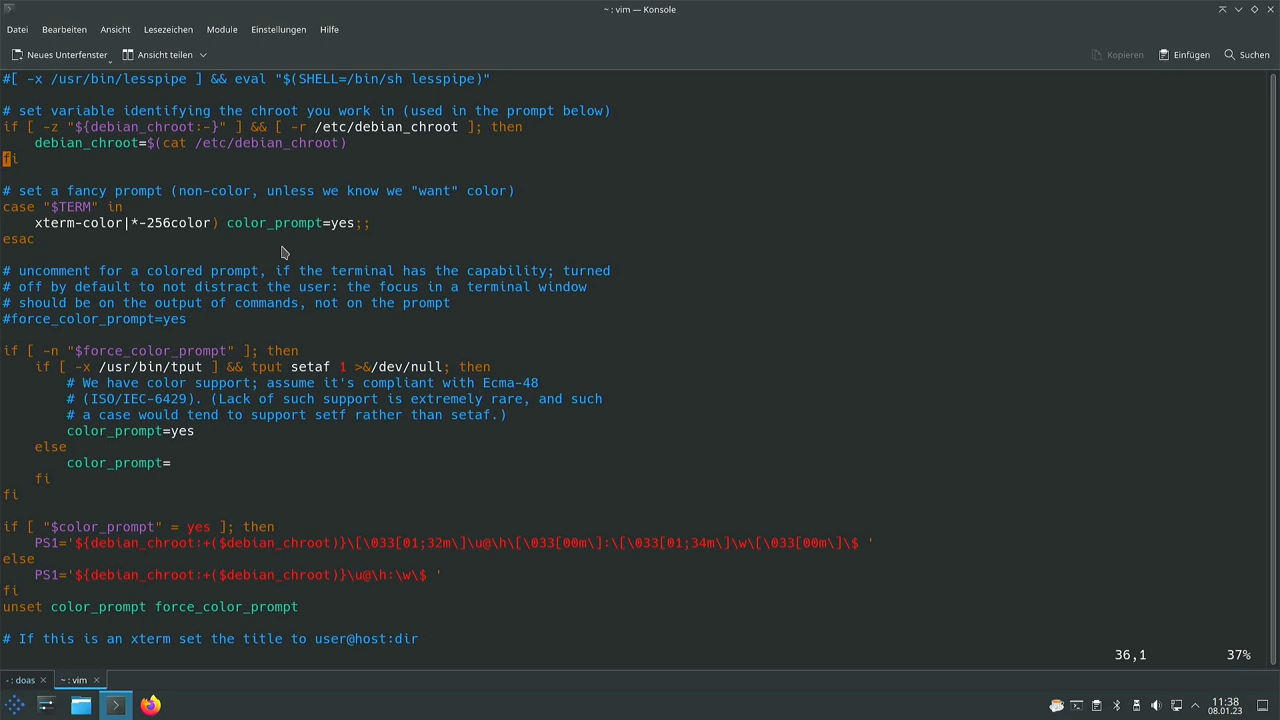 ~ : vim — Konsole
Datei Bearbeiten Ansicht Lesezeichen Module Einstellungen Hilfe
Neues Unterfenster Ansicht teilen Kopieren Einfügen Suchen
#[ -x /usr/bin/lesspipe ] && eval "$(SHELL=/bin/sh lesspipe)"
# set variable identifying the chroot you work in (used in the prompt below)
if [ -z "${debian_chroot:-}" ] && [ -r /etc/debian_chroot ]; then
    debian_chroot=$(cat /etc/debian_chroot)
fi
# set a fancy prompt (non-color, unless we know we "want" color)
case "$TERM" in
    xterm-color|*-256color) color_prompt=yes;;
esac
# uncomment for a colored prompt, if the terminal has the capability; turned
# off by default to not distract the user: the focus in a terminal window
# should be on the output of commands, not on the prompt
#force_color_prompt=yes
if [ -n "$force_color_prompt" ]; then
    if [ -x /usr/bin/tput ] && tput setaf 1 >&/dev/null; then
        # We have color support; assume it's compliant with Ecma-48
        # (ISO/IEC-6429). (Lack of such support is extremely rare, and such
        # a case would tend to support setf rather than setaf.)
        color_prompt=yes
    else
        color_prompt=
    fi
fi
if [ "$color_prompt" = yes ]; then
    PS1='${debian_chroot:+($debian_chroot)}\[\033[01;32m\]\u@\h\[\033[00m\]:\[\033[01;34m\]\w\[\033[00m\]\$ '
else
    PS1='${debian_chroot:+($debian_chroot)}\u@\h:\w\$ '
fi
unset color_prompt force_color_prompt
# If this is an xterm set the title to user@host:dir
36,1 37%
- : doas ~ : vim
11:38
08.01.23